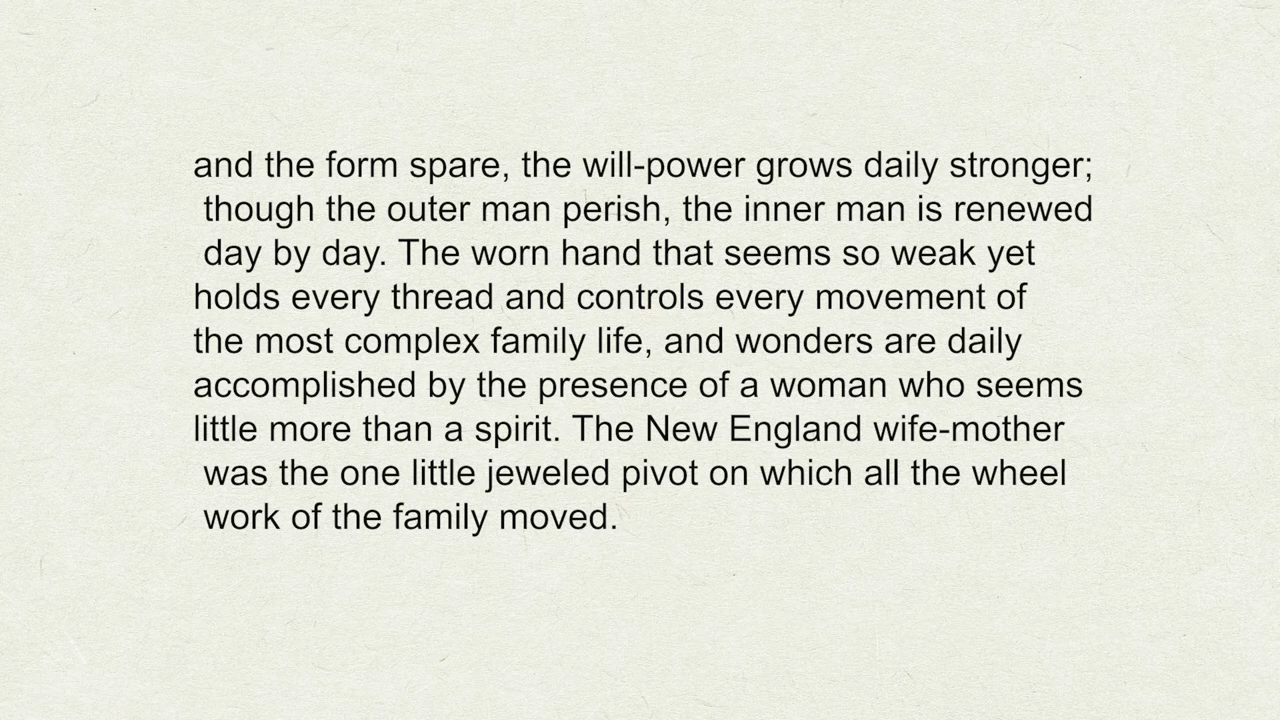 and the form spare, the will-power grows daily stronger;
though the outer man perish, the inner man is renewed
day by day. The worn hand that seems so weak yet
holds every thread and controls every movement of
the most complex family life, and wonders are daily
accomplished by the presence of a woman who seems
little more than a spirit. The New England wife-mother
was the one little jeweled pivot on which all the wheel
work of the family moved.